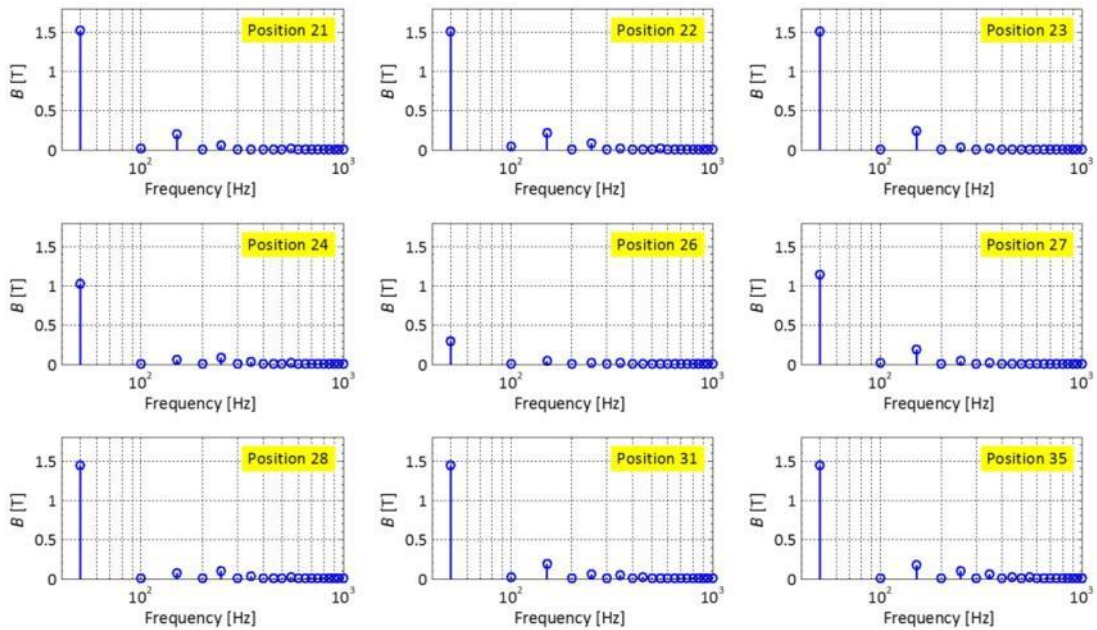 Position 21
B [T]
1.5
1
0.5
0
10² 10³
Frequency [Hz]
Position 22
B [T]
1.5
1
0.5
0
10² 10³
Frequency [Hz]
Position 23
B [T]
1.5
1
0.5
0
10² 10³
Frequency [Hz]
Position 24
B [T]
1.5
1
0.5
0
10² 10³
Frequency [Hz]
Position 26
B [T]
1.5
1
0.5
0
10² 10³
Frequency [Hz]
Position 27
B [T]
1.5
1
0.5
0
10² 10³
Frequency [Hz]
Position 28
B [T]
1.5
1
0.5
0
10² 10³
Frequency [Hz]
Position 31
B [T]
1.5
1
0.5
0
10² 10³
Frequency [Hz]
Position 35
B [T]
1.5
1
0.5
0
10² 10³
Frequency [Hz]